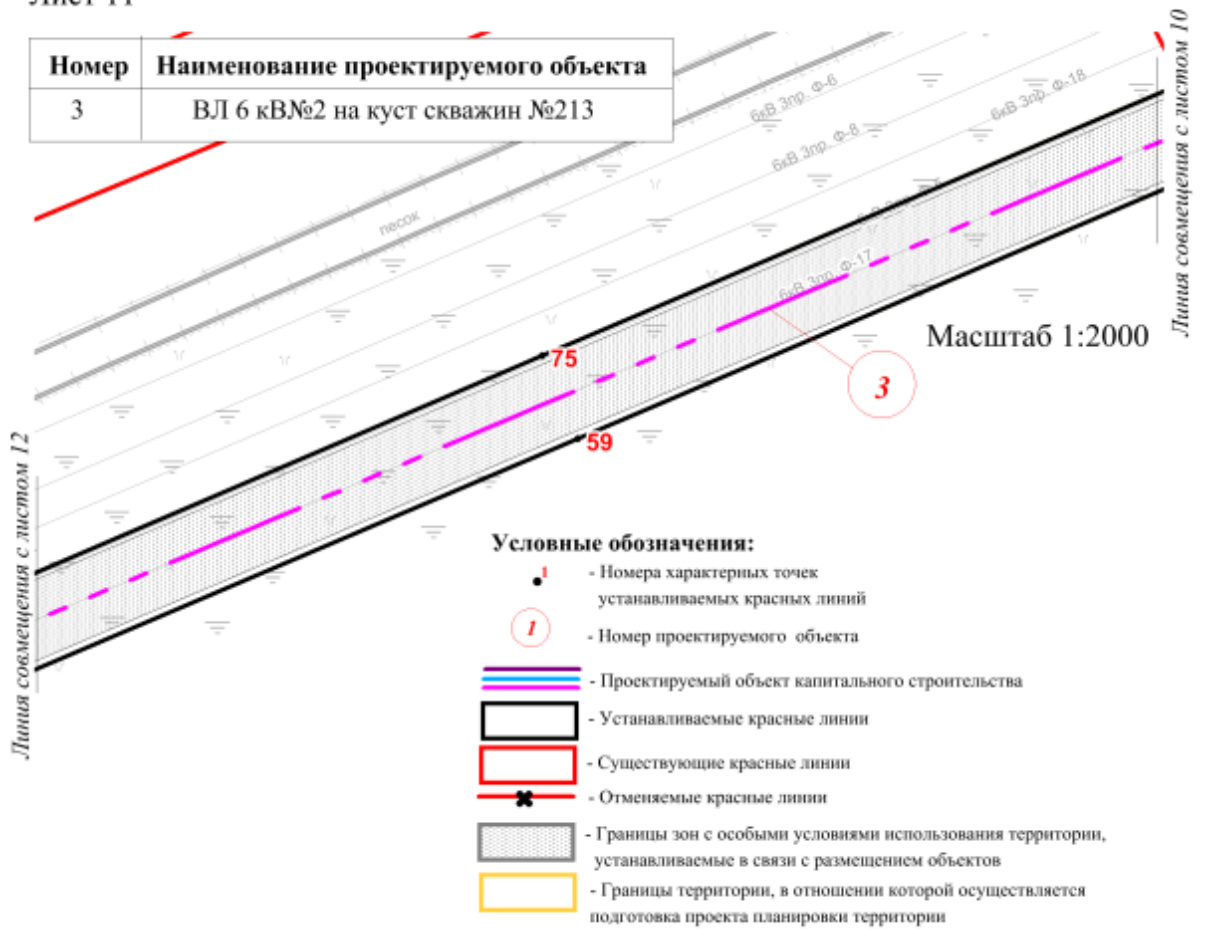 Лист 11
Номер Наименование проектируемого объекта
3 ВЛ 6 кВ№2 на куст скважин №213
Линия совмещения с листом 10
6кВ 3пр. Ф-6
6кВ 3пр. Ф-18
6кВ 3пр. Ф-8
песок
6кВ 3пр. Ф-17
Масштаб 1:2000
75
3
59
Линия совмещения с листом 12
Условные обозначения:
1 - Номера характерных точек
устанавливаемых красных линий
1 - Номер проектируемого объекта
- Проектируемый объект капитального строительства
- Устанавливаемые красные линии
- Существующие красные линии
- Отменяемые красные линии
- Границы зон с особыми условиями использования территории,
устанавливаемые в связи с размещением объектов
- Границы территории, в отношении которой осуществляется
подготовка проекта планировки территории